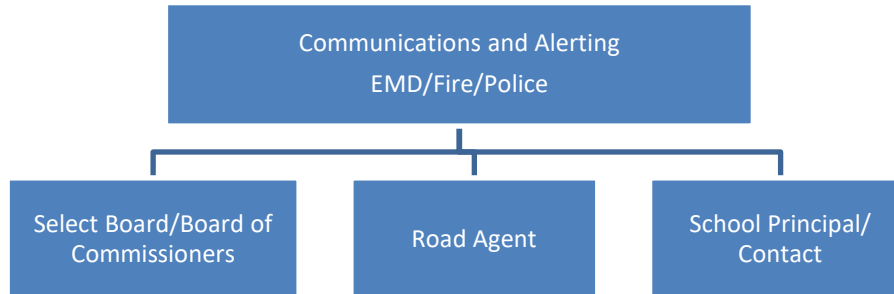 Communications and Alerting
EMD/Fire/Police
Select Board/Board of
Commissioners
Road Agent
School Principal/
Contact